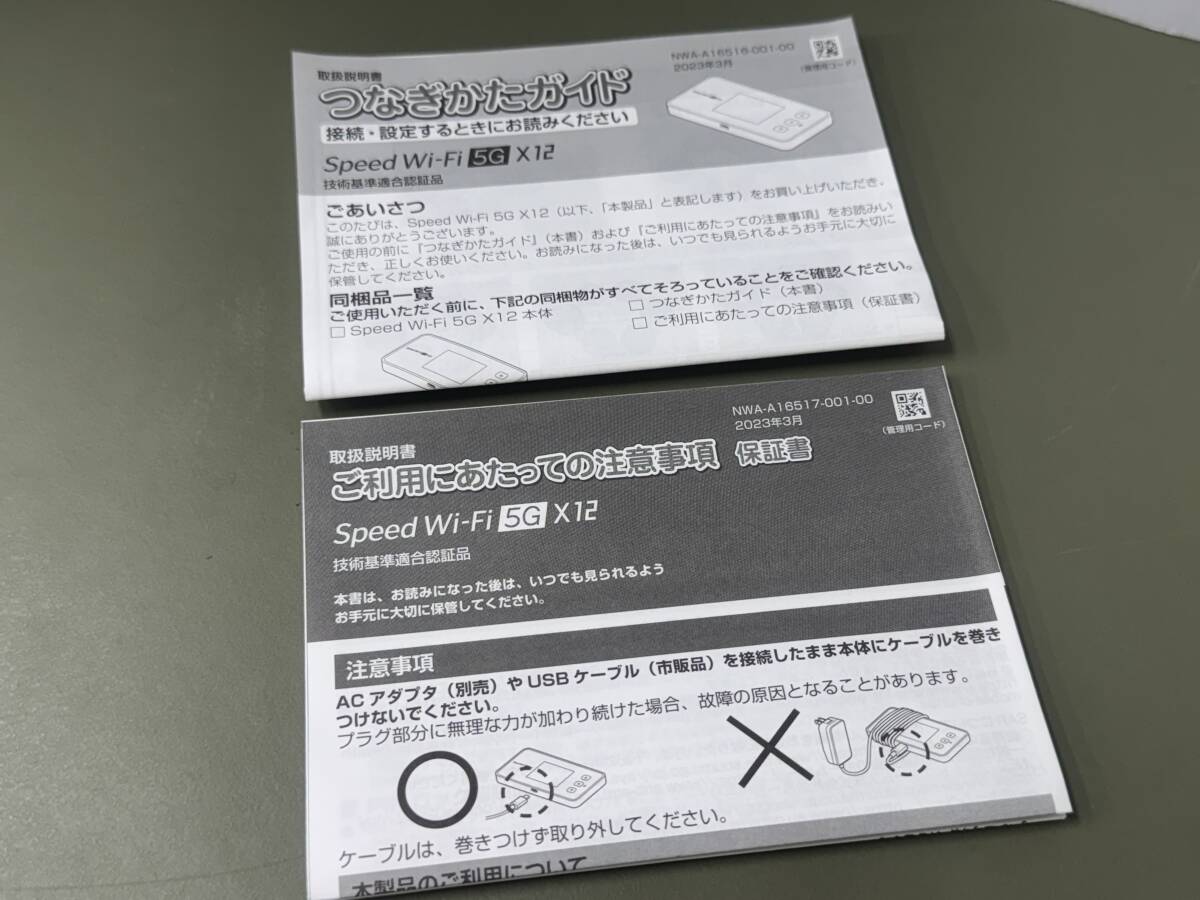 取扱説明書
NWA-A16516-001-00
2023年3月
(管理用コード)
つなぎかたガイド
接続・設定するときにお読みください
Speed Wi-Fi 5G X12
技術基準適合認証品
ごあいさつ
このたびは、Speed Wi-Fi 5G X12（以下、「本製品」と表記します）をお買い上げいただき、
誠にありがとうございます。
ご使用の前に『つなぎかたガイド』（本書）および『ご利用にあたっての注意事項』をお読みい
ただき、正しくお使いください。お読みになった後は、いつでも見られるようお手元に大切に
保管してください。
同梱品一覧
ご使用いただく前に、下記の同梱物がすべてそろっていることをご確認ください。
□ Speed Wi-Fi 5G X12 本体
□ つなぎかたガイド（本書）
□ ご利用にあたっての注意事項（保証書）
NWA-A16517-001-00
2023年3月
(管理用コード)
取扱説明書
ご利用にあたっての注意事項 保証書
Speed Wi-Fi 5G X12
技術基準適合認証品
本書は、お読みになった後は、いつでも見られるよう
お手元に大切に保管してください。
注意事項
ACアダプタ（別売）やUSBケーブル（市販品）を接続したまま本体にケーブルを巻き
つけないでください。
プラグ部分に無理な力が加わり続けた場合、故障の原因となることがあります。
ケーブルは、巻きつけず取り外してください。
本製品のご利用について